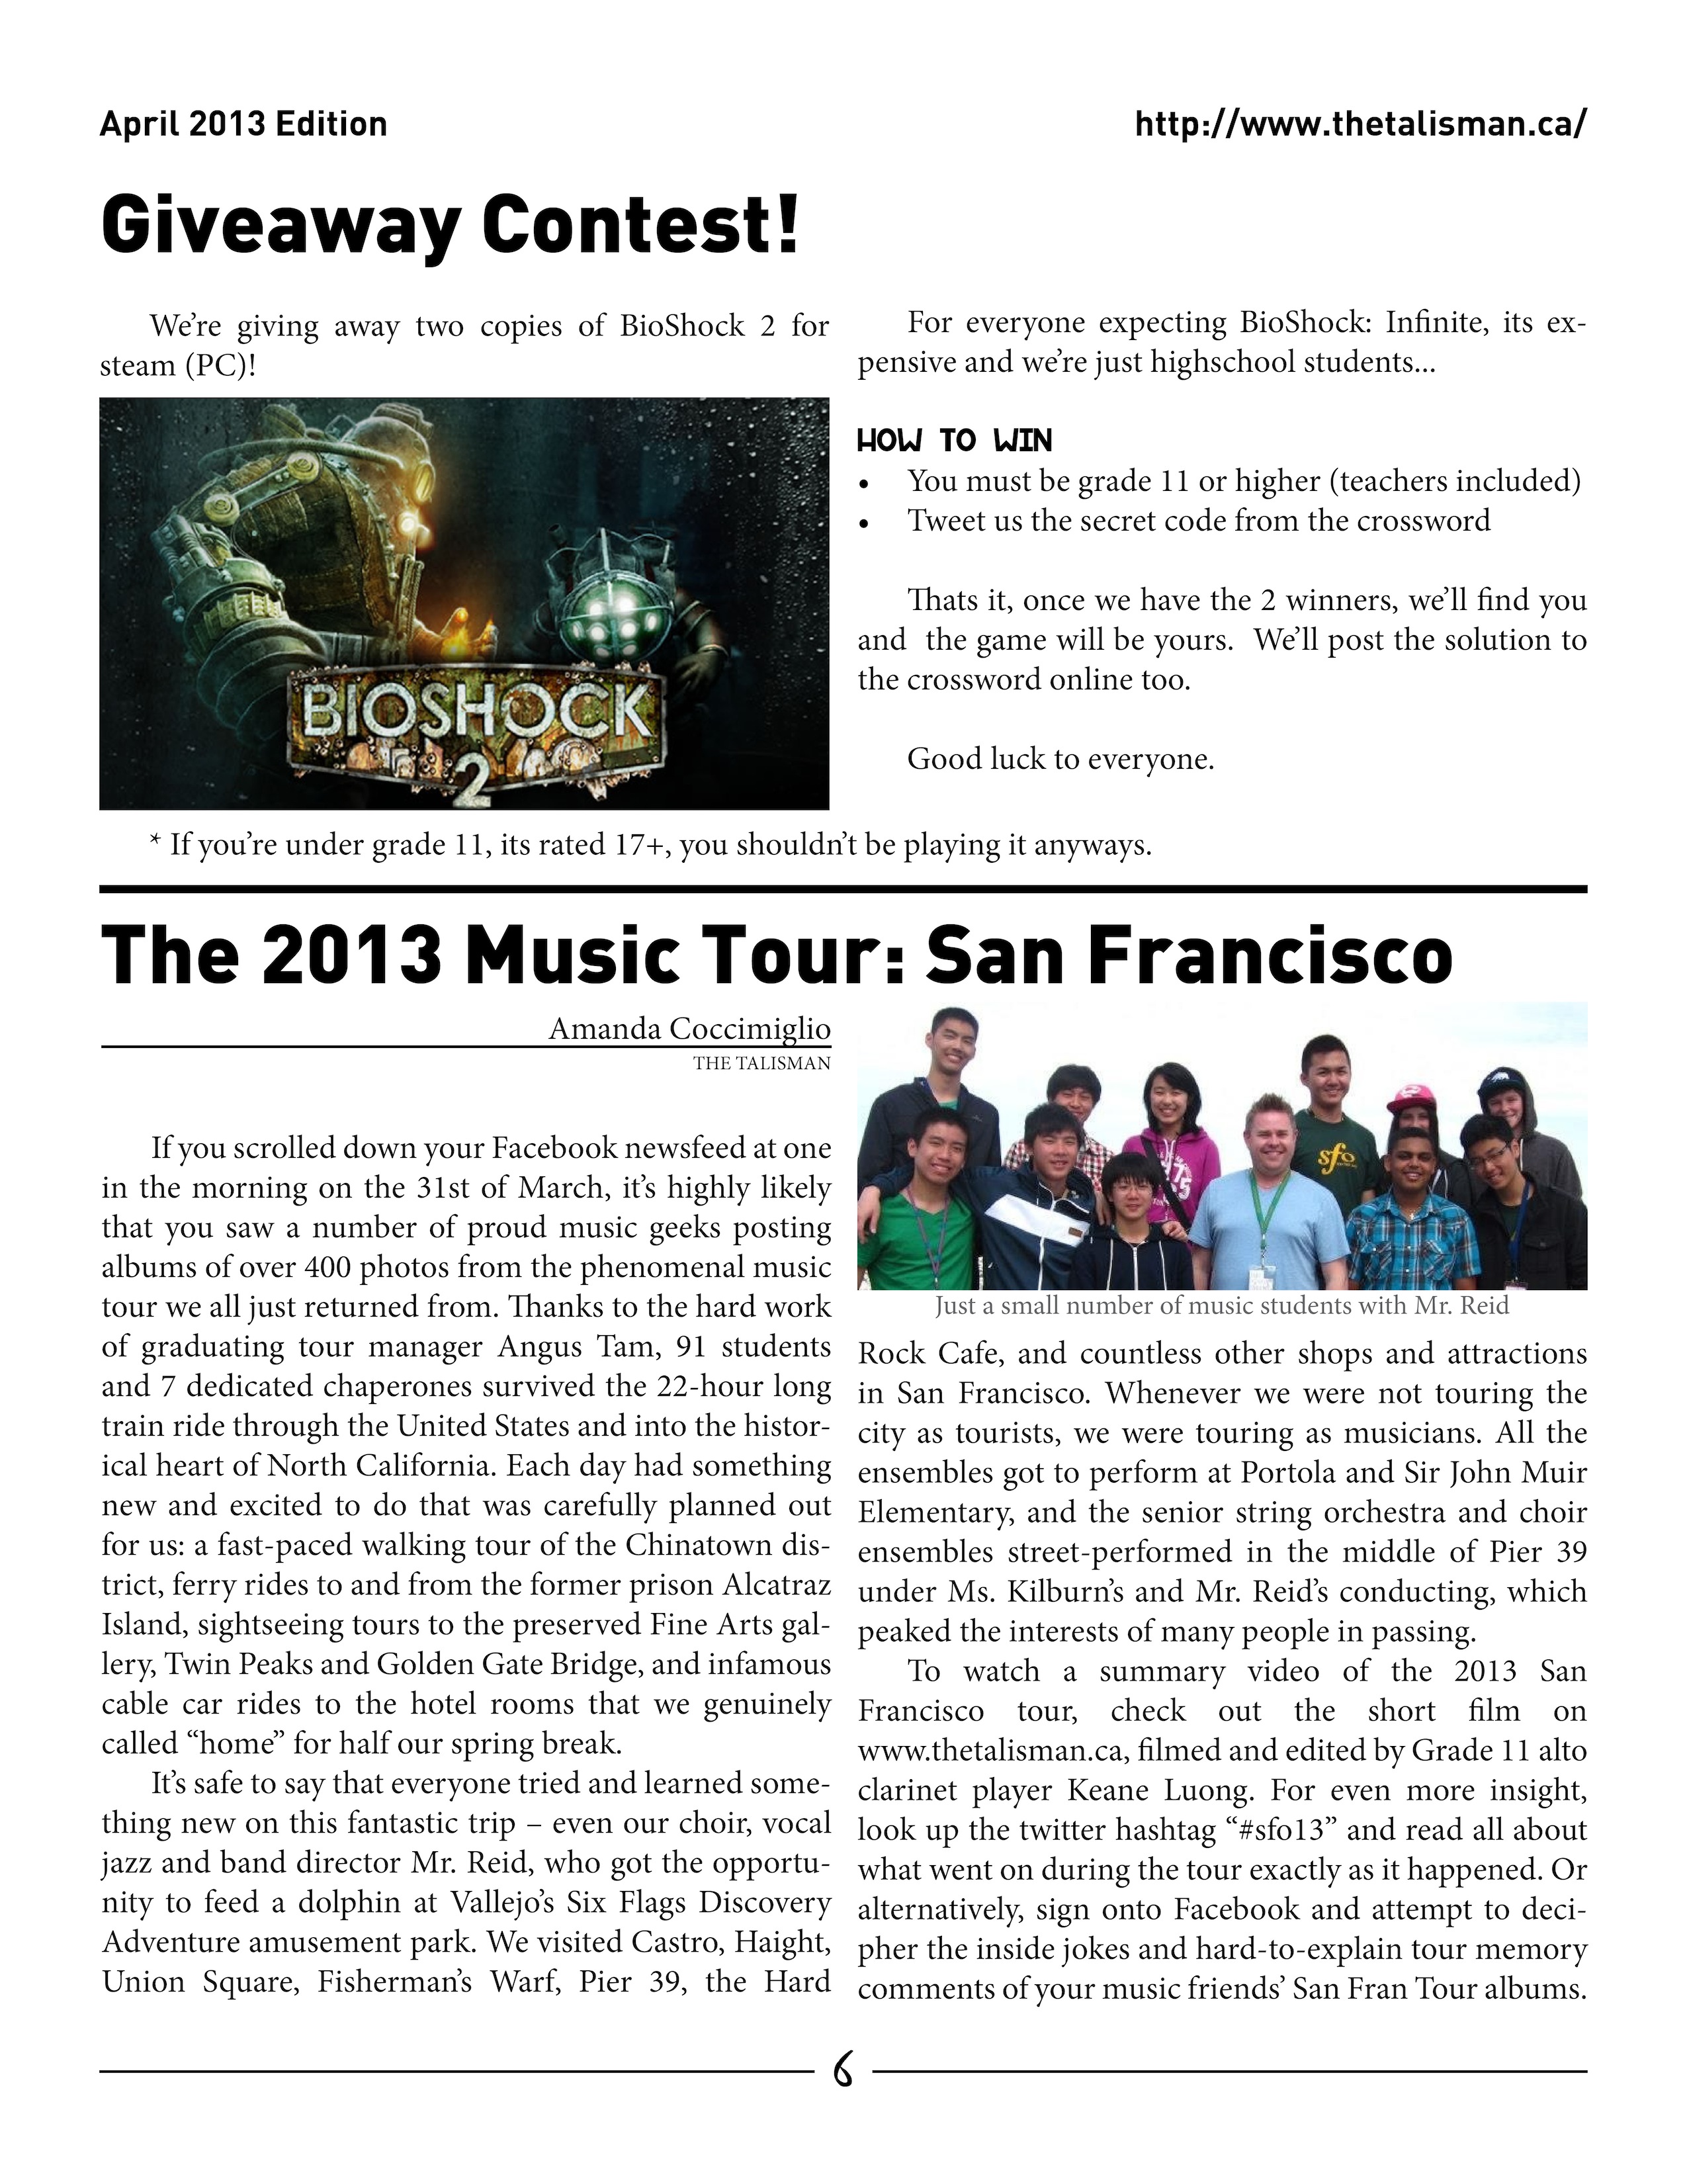 April 2013 Edition
http://www.thetalisman.ca/
Giveaway Contest!
We’re giving away two copies of BioShock 2 for
steam (PC)!
BIOSHOCK
2
For everyone expecting BioShock: Infinite, its ex-
pensive and we’re just highschool students...
HOW TO WIN
• You must be grade 11 or higher (teachers included)
• Tweet us the secret code from the crossword
Thats it, once we have the 2 winners, we’ll find you
and the game will be yours. We’ll post the solution to
the crossword online too.
Good luck to everyone.
* If you’re under grade 11, its rated 17+, you shouldn’t be playing it anyways.
The 2013 Music Tour: San Francisco
Amanda Coccimiglio
THE TALISMAN
If you scrolled down your Facebook newsfeed at one
in the morning on the 31st of March, it’s highly likely
that you saw a number of proud music geeks posting
albums of over 400 photos from the phenomenal music
tour we all just returned from. Thanks to the hard work
of graduating tour manager Angus Tam, 91 students
and 7 dedicated chaperones survived the 22-hour long
train ride through the United States and into the histor-
ical heart of North California. Each day had something
new and excited to do that was carefully planned out
for us: a fast-paced walking tour of the Chinatown dis-
trict, ferry rides to and from the former prison Alcatraz
Island, sightseeing tours to the preserved Fine Arts gal-
lery, Twin Peaks and Golden Gate Bridge, and infamous
cable car rides to the hotel rooms that we genuinely
called “home” for half our spring break.
It’s safe to say that everyone tried and learned some-
thing new on this fantastic trip – even our choir, vocal
jazz and band director Mr. Reid, who got the opportu-
nity to feed a dolphin at Vallejo’s Six Flags Discovery
Adventure amusement park. We visited Castro, Haight,
Union Square, Fisherman’s Warf, Pier 39, the Hard
sfo
Just a small number of music students with Mr. Reid
Rock Cafe, and countless other shops and attractions
in San Francisco. Whenever we were not touring the
city as tourists, we were touring as musicians. All the
ensembles got to perform at Portola and Sir John Muir
Elementary, and the senior string orchestra and choir
ensembles street-performed in the middle of Pier 39
under Ms. Kilburn’s and Mr. Reid’s conducting, which
peaked the interests of many people in passing.
To watch a summary video of the 2013 San
Francisco tour, check out the short film on
www.thetalisman.ca, filmed and edited by Grade 11 alto
clarinet player Keane Luong. For even more insight,
look up the twitter hashtag “#sfo13” and read all about
what went on during the tour exactly as it happened. Or
alternatively, sign onto Facebook and attempt to deci-
pher the inside jokes and hard-to-explain tour memory
comments of your music friends’ San Fran Tour albums.
6